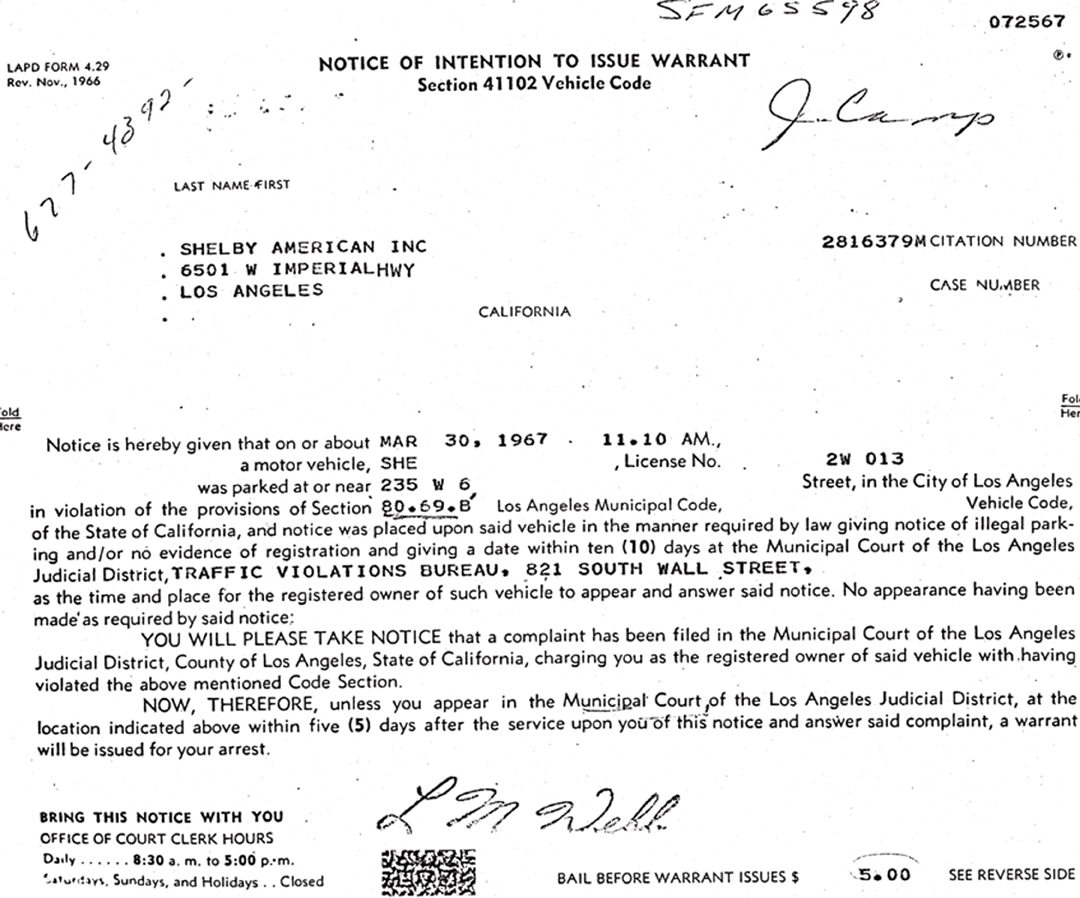 SFM65598
072567
LAPD FORM 4.29
Rev. Nov., 1966
NOTICE OF INTENTION TO ISSUE WARRANT
Section 41102 Vehicle Code
J. Camp
677-4392
LAST NAME FIRST
SHELBY AMERICAN INC
6501 W IMPERIAL HWY
LOS ANGELES
CALIFORNIA
2816379M CITATION NUMBER
CASE NUMBER
Notice is hereby given that on or about MAR 30, 1967 11.10 AM.,
a motor vehicle, SHE , License No. 2W 013
was parked at or near 235 W 6 Street, in the City of Los Angeles
in violation of the provisions of Section 80.69.B Los Angeles Municipal Code, Vehicle Code,
of the State of California, and notice was placed upon said vehicle in the manner required by law giving notice of illegal park-
ing and/or no evidence of registration and giving a date within ten (10) days at the Municipal Court of the Los Angeles
Judicial District, TRAFFIC VIOLATIONS BUREAU, 821 SOUTH WALL STREET,
as the time and place for the registered owner of such vehicle to appear and answer said notice. No appearance having been
made as required by said notice:
YOU WILL PLEASE TAKE NOTICE that a complaint has been filed in the Municipal Court of the Los Angeles
Judicial District, County of Los Angeles, State of California, charging you as the registered owner of said vehicle with having
violated the above mentioned Code Section.
NOW, THEREFORE, unless you appear in the Municipal Court of the Los Angeles Judicial District, at the
location indicated above within five (5) days after the service upon you of this notice and answer said complaint, a warrant
will be issued for your arrest.
L M Webb
BRING THIS NOTICE WITH YOU
OFFICE OF COURT CLERK HOURS
Daily . . . . . . 8:30 a. m. to 5:00 p.m.
Saturdays, Sundays, and Holidays . . Closed
BAIL BEFORE WARRANT ISSUES $ 5.00 SEE REVERSE SIDE